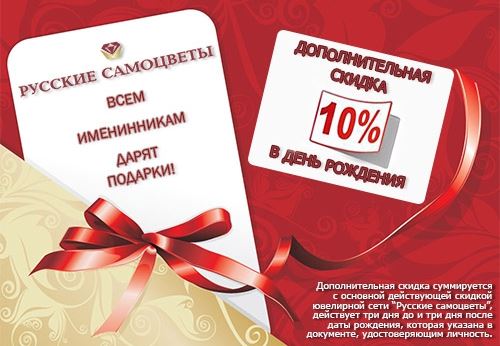 РУССКИЕ САМОЦВЕТЫ
ВСЕМ
ИМЕНИННИКАМ
ДАРЯТ
ПОДАРКИ!
ДОПОЛНИТЕЛЬНАЯ
СКИДКА
10%
В ДЕНЬ РОЖДЕНИЯ
Дополнительная скидка суммируется
с основной действующей скидкой
ювелирной сети "Русские самоцветы",
действует три дня до и три дня после
даты рождения, которая указана в
документе, удостоверяющим личность.